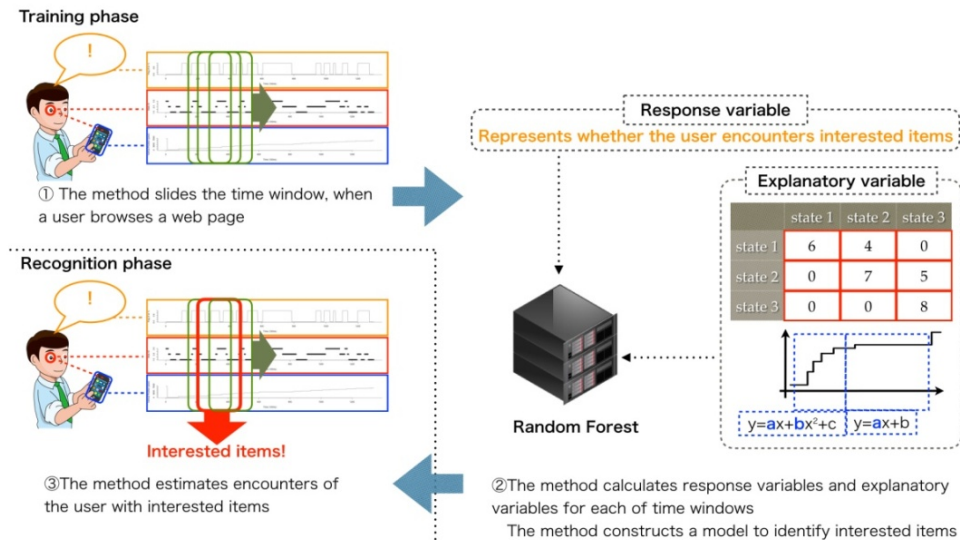 Training phase
!
① The method slides the time window, when
a user browses a web page
Response variable
Represents whether the user encounters interested items
Explanatory variable
state 1 state 2 state 3
state 1 6 4 0
state 2 0 7 5
state 3 0 0 8
y=ax+bx²+c y=ax+b
Random Forest
②The method calculates response variables and explanatory
variables for each of time windows
The method constructs a model to identify interested items
Recognition phase
!
Interested items!
③The method estimates encounters of
the user with interested items